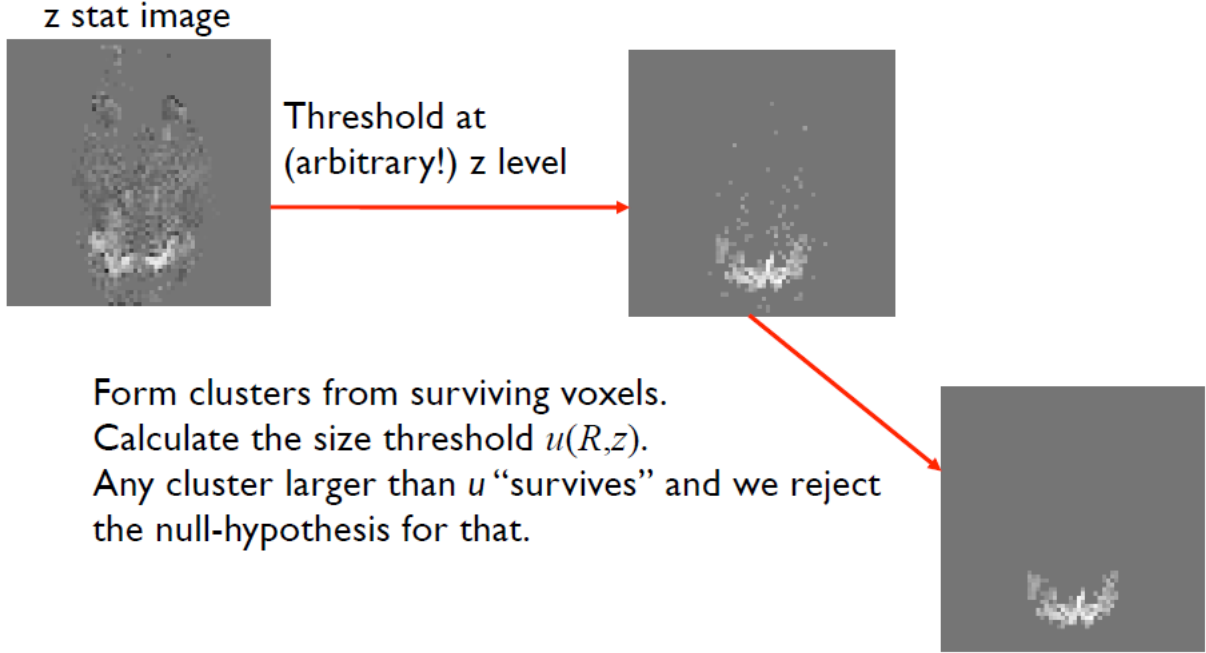 z stat image
Threshold at
(arbitrary!) z level
Form clusters from surviving voxels.
Calculate the size threshold u(R,z).
Any cluster larger than u “survives” and we reject
the null-hypothesis for that.